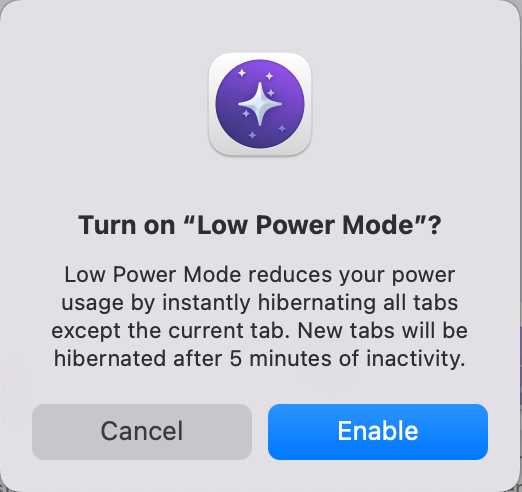 Turn on “Low Power Mode”?
Low Power Mode reduces your power
usage by instantly hibernating all tabs
except the current tab. New tabs will be
hibernated after 5 minutes of inactivity.
Cancel
Enable